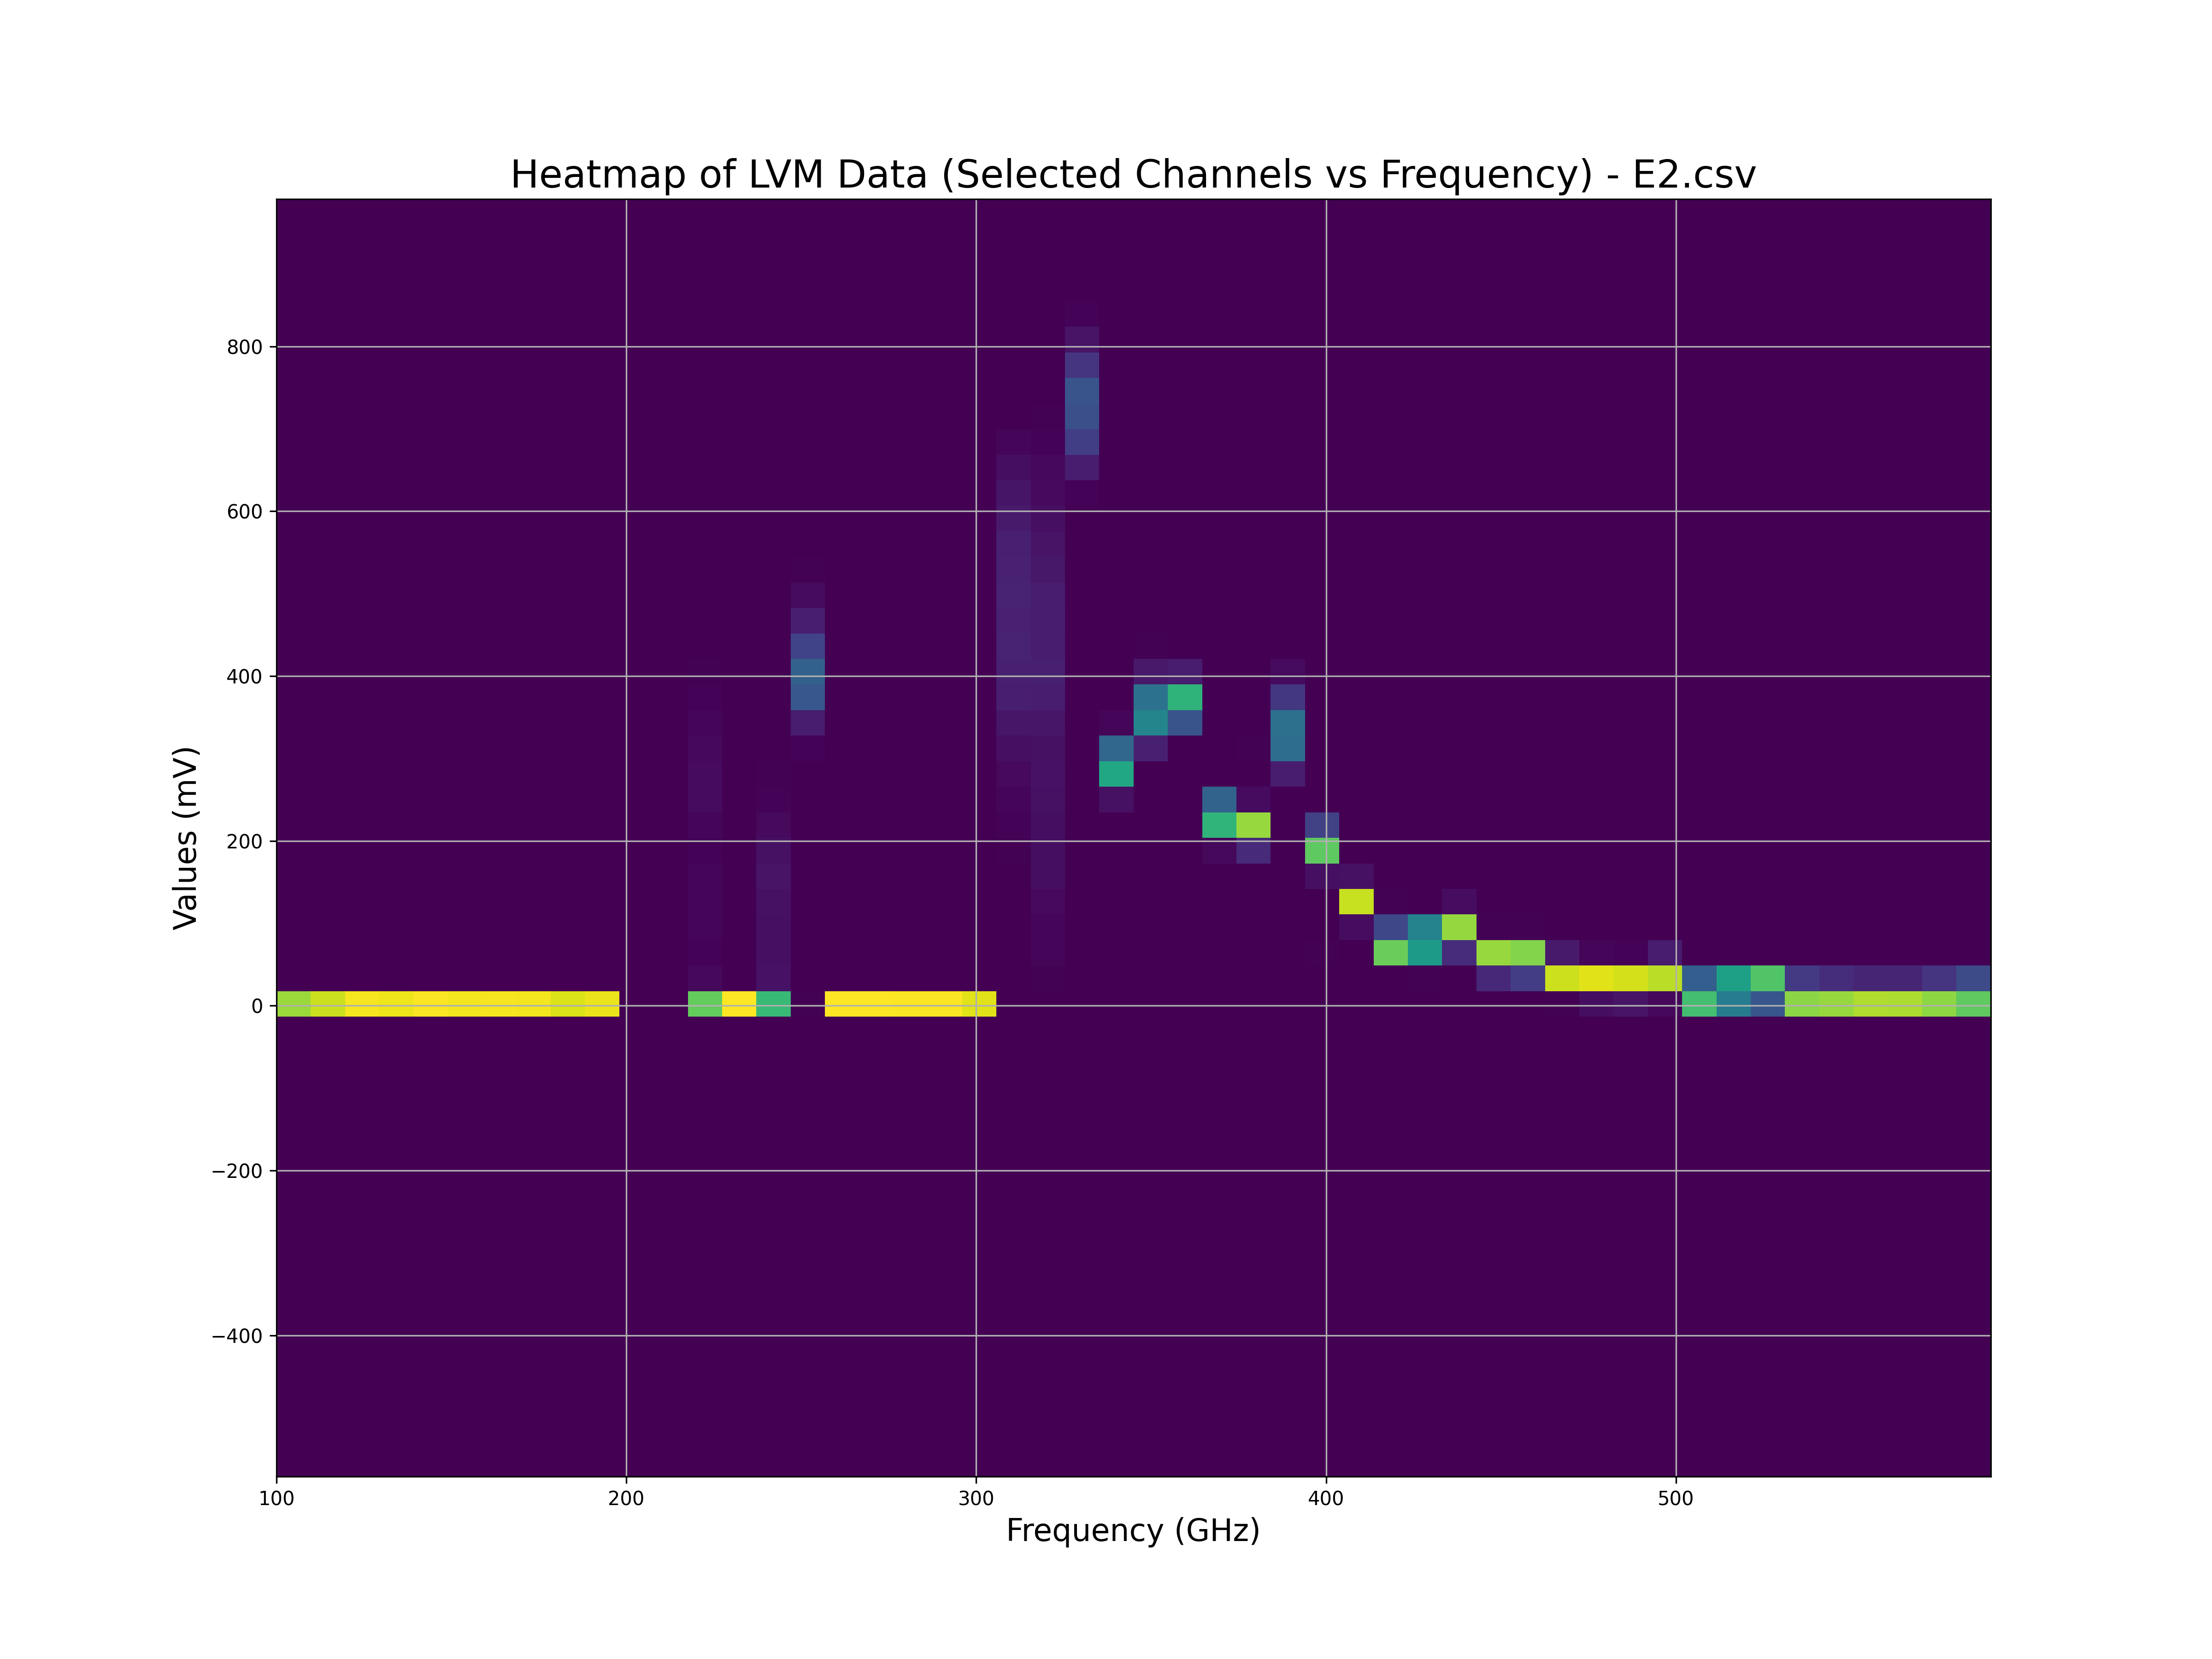 Heatmap of LVM Data (Selected Channels vs Frequency) - E2.csv
Values (mV)
800
600
400
200
0
−200
−400
100 200 300 400 500
Frequency (GHz)